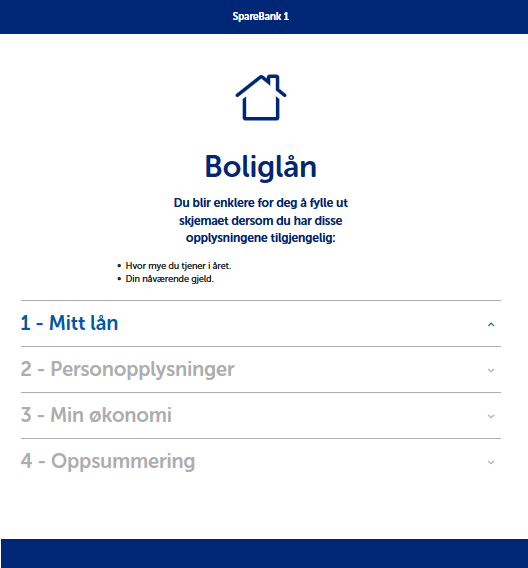 SpareBank 1
Boliglån
Du blir enklere for deg å fylle ut
skjemaet dersom du har disse
opplysningene tilgjengelig:
• Hvor mye du tjener i året.
• Din nåværende gjeld.
1 - Mitt lån
2 - Personopplysninger
3 - Min økonomi
4 - Oppsummering